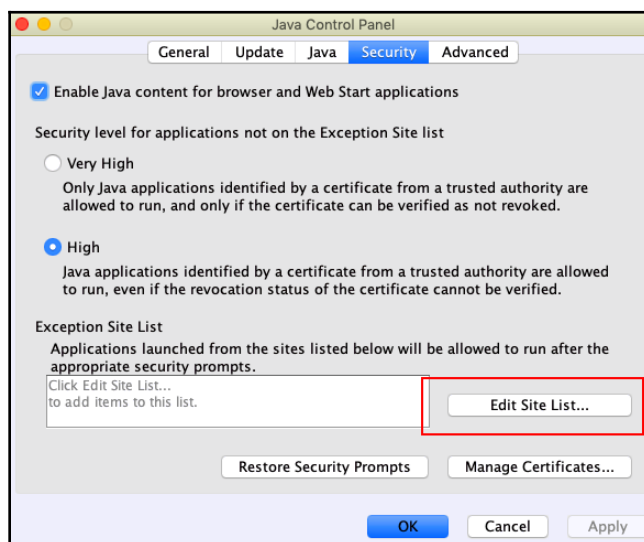 Java Control Panel
General Update Java Security Advanced
Enable Java content for browser and Web Start applications
Security level for applications not on the Exception Site list
Very High
Only Java applications identified by a certificate from a trusted authority are
allowed to run, and only if the certificate can be verified as not revoked.
High
Java applications identified by a certificate from a trusted authority are allowed
to run, even if the revocation status of the certificate cannot be verified.
Exception Site List
Applications launched from the sites listed below will be allowed to run after the
appropriate security prompts.
Click Edit Site List...
to add items to this list.
Edit Site List...
Restore Security Prompts Manage Certificates...
OK Cancel Apply